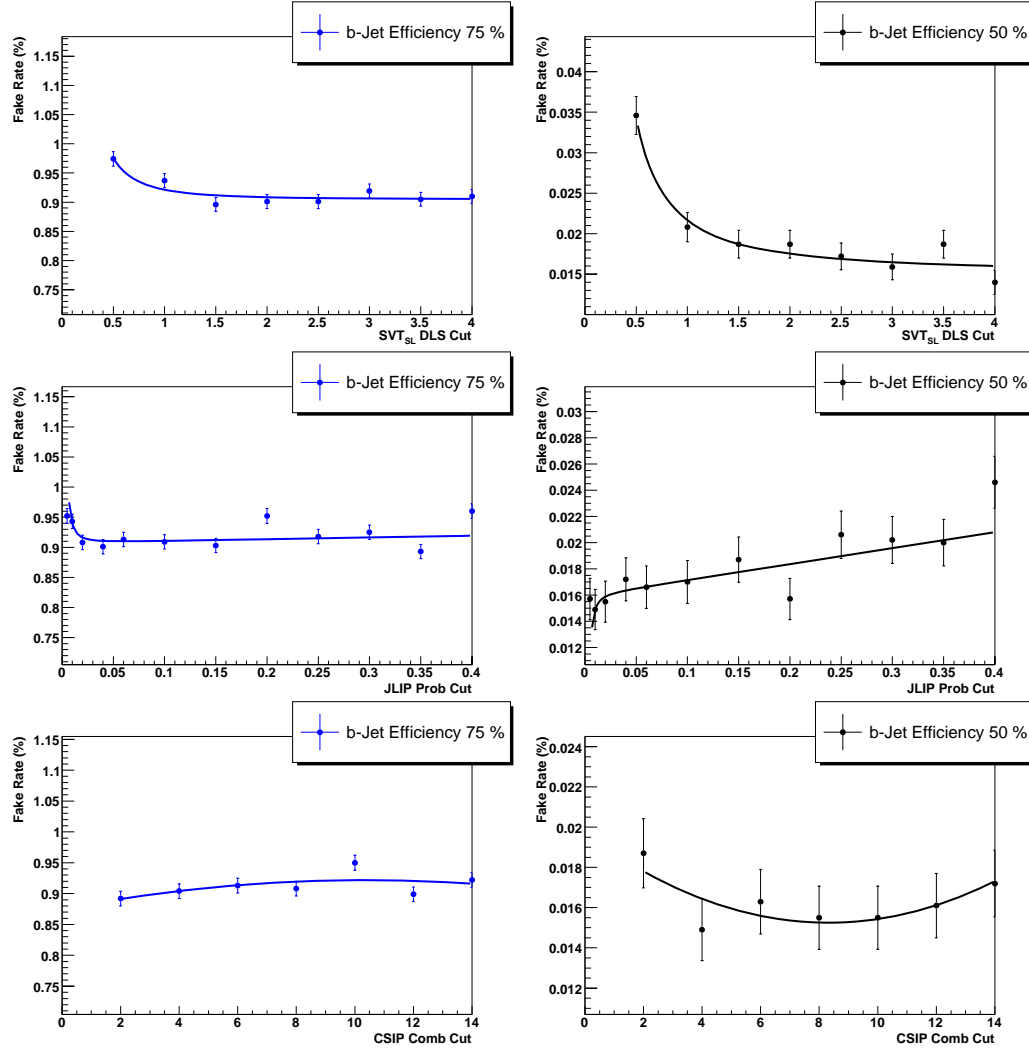 b-Jet Efficiency 75 %
Fake Rate (%)
1.15
1.1
1.05
1
0.95
0.9
0.85
0.8
0.75
0 0.5 1 1.5 2 2.5 3 3.5 4
SVT_SL DLS Cut
b-Jet Efficiency 50 %
Fake Rate (%)
0.04
0.035
0.03
0.025
0.02
0.015
0 0.5 1 1.5 2 2.5 3 3.5 4
SVT_SL DLS Cut
b-Jet Efficiency 75 %
Fake Rate (%)
1.15
1.1
1.05
1
0.95
0.9
0.85
0.8
0.75
0 0.05 0.1 0.15 0.2 0.25 0.3 0.35 0.4
JLIP Prob Cut
b-Jet Efficiency 50 %
Fake Rate (%)
0.03
0.028
0.026
0.024
0.022
0.02
0.018
0.016
0.014
0.012
0 0.05 0.1 0.15 0.2 0.25 0.3 0.35 0.4
JLIP Prob Cut
b-Jet Efficiency 75 %
Fake Rate (%)
1.15
1.1
1.05
1
0.95
0.9
0.85
0.8
0.75
0 2 4 6 8 10 12 14
CSIP Comb Cut
b-Jet Efficiency 50 %
Fake Rate (%)
0.024
0.022
0.02
0.018
0.016
0.014
0.012
0 2 4 6 8 10 12 14
CSIP Comb Cut